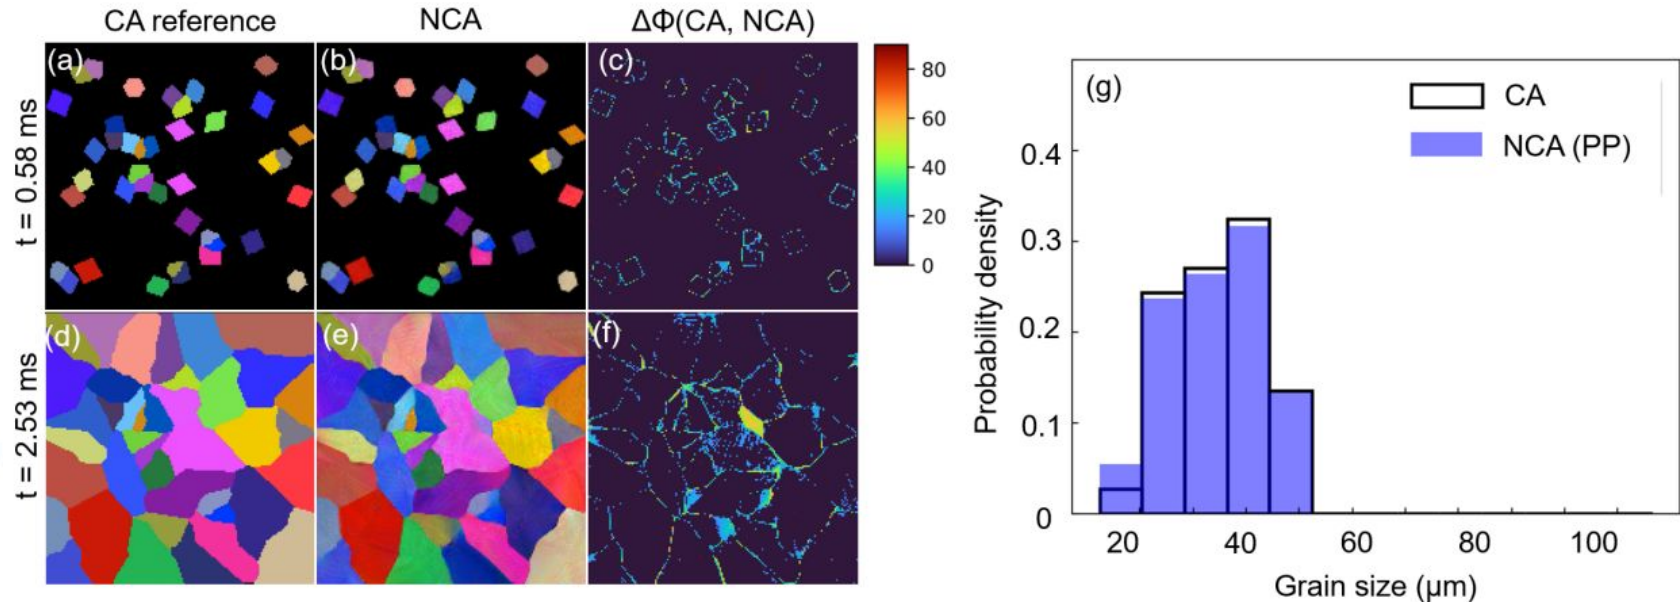 CA reference
NCA
ΔΦ(CA, NCA)
t = 0.58 ms
(a)
(b)
(c)
80
60
40
20
0
t = 2.53 ms
(d)
(e)
(f)
(g)
CA
NCA (PP)
Probability density
0.4
0.3
0.2
0.1
0
20
40
60
80
100
Grain size (μm)